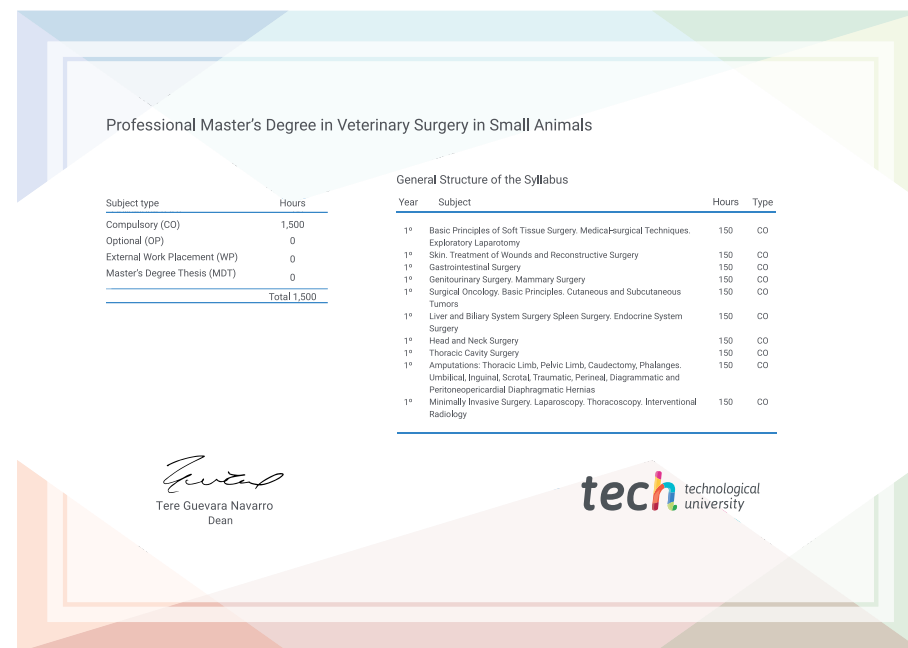 Professional Master's Degree in Veterinary Surgery in Small Animals
Subject type Hours
Compulsory (CO) 1,500
Optional (OP) 0
External Work Placement (WP) 0
Master's Degree Thesis (MDT) 0
Total 1,500
General Structure of the Syllabus
Year Subject Hours Type
1º Basic Principles of Soft Tissue Surgery. Medical-surgical Techniques. 150 CO
Exploratory Laparotomy
1º Skin. Treatment of Wounds and Reconstructive Surgery 150 CO
1º Gastrointestinal Surgery 150 CO
1º Genitourinary Surgery. Mammary Surgery 150 CO
1º Surgical Oncology. Basic Principles. Cutaneous and Subcutaneous 150 CO
Tumors
1º Liver and Biliary System Surgery Spleen Surgery. Endocrine System 150 CO
Surgery
1º Head and Neck Surgery 150 CO
1º Thoracic Cavity Surgery 150 CO
1º Amputations: Thoracic Limb, Pelvic Limb, Caudectomy, Phalanges. 150 CO
Umbilical, Inguinal, Scrotal, Traumatic, Perineal, Diagrammatic and
Peritoneopericardial Diaphragmatic Hernias
1º Minimally Invasive Surgery. Laparoscopy. Thoracoscopy. Interventional 150 CO
Radiology
Tere Guevara Navarro
Dean
tech technological
university